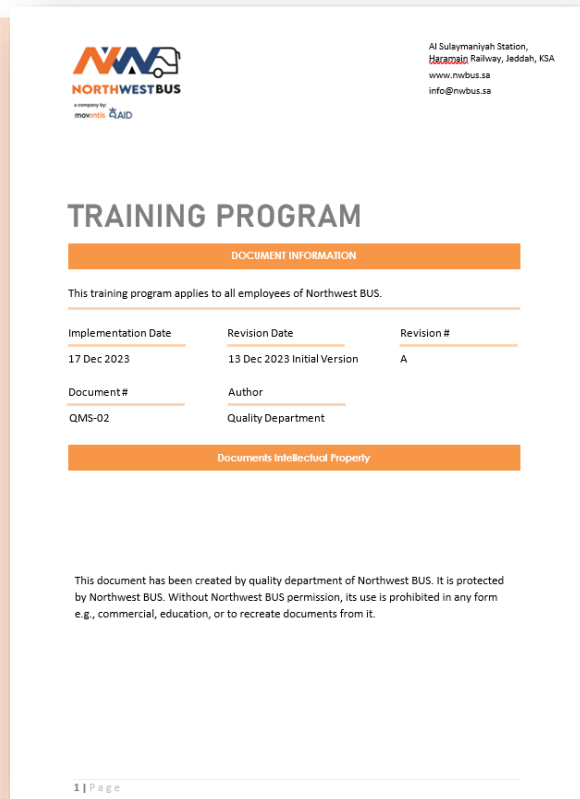 NWB
NORTHWESTBUS
a company by:
moventis QAID
Al Sulaymaniyah Station,
Haramain Railway, Jeddah, KSA
www.nwbus.sa
info@nwbus.sa
TRAINING PROGRAM
DOCUMENT INFORMATION
This training program applies to all employees of Northwest BUS.
Implementation Date Revision Date Revision #
17 Dec 2023 13 Dec 2023 Initial Version A
Document # Author
QMS-02 Quality Department
Documents Intellectual Property
This document has been created by quality department of Northwest BUS. It is protected
by Northwest BUS. Without Northwest BUS permission, its use is prohibited in any form
e.g., commercial, education, or to recreate documents from it.
1 | Page